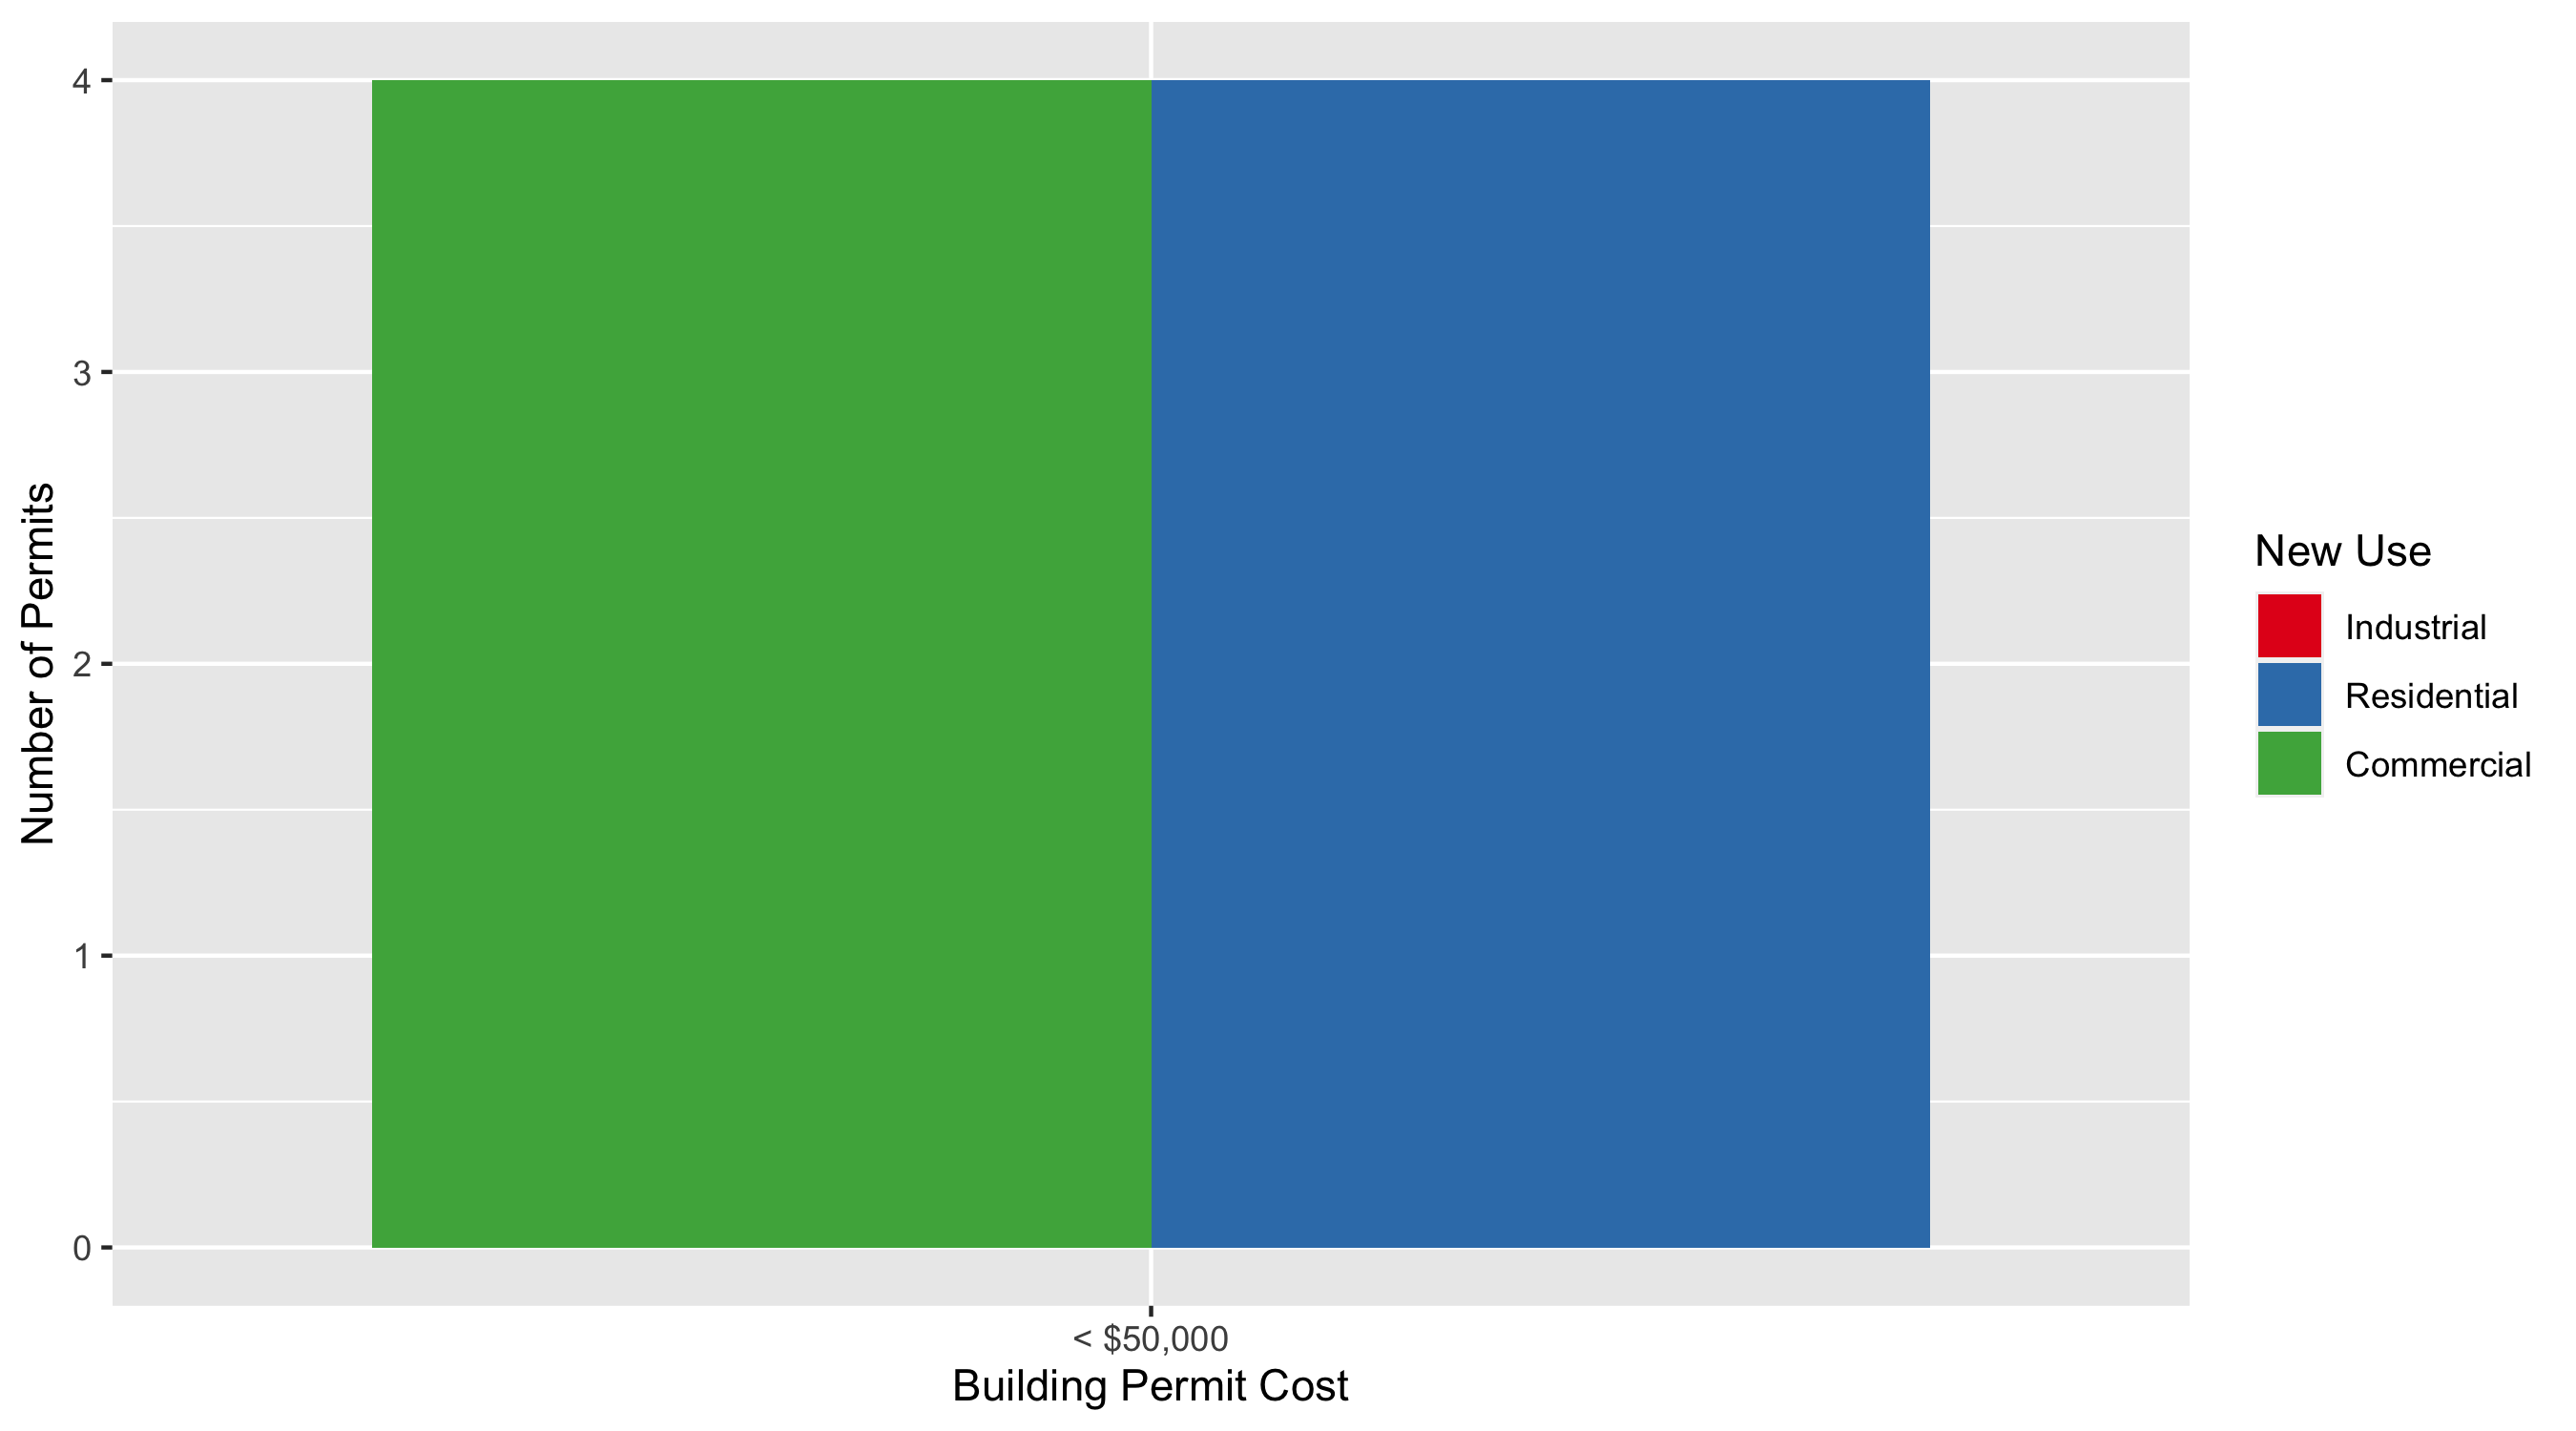 4
3
2
1
0
Number of Permits
< $50,000
Building Permit Cost
New Use
Industrial
Residential
Commercial